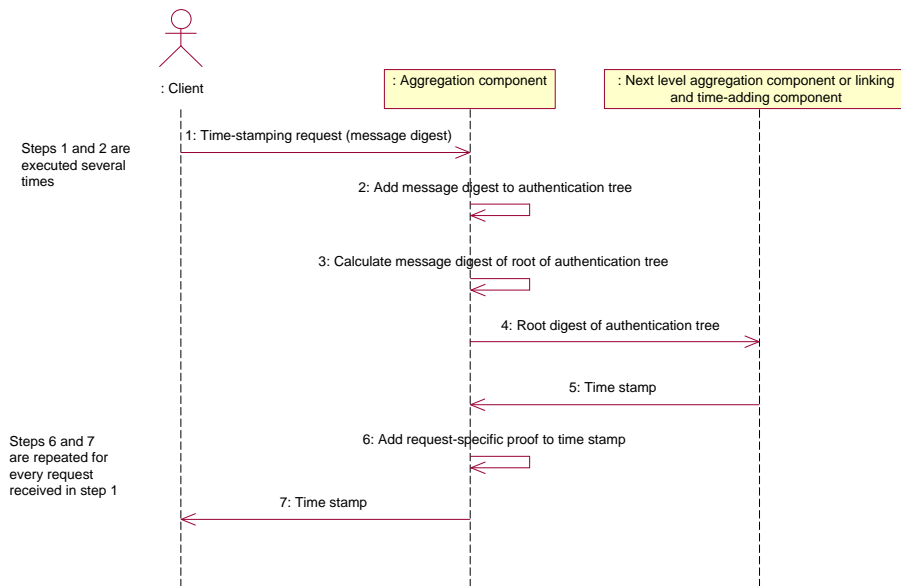 : Client
: Aggregation component
: Next level aggregation component or linking
and time-adding component
1: Time-stamping request (message digest)
Steps 1 and 2 are
executed several
times
2: Add message digest to authentication tree
3: Calculate message digest of root of authentication tree
4: Root digest of authentication tree
5: Time stamp
Steps 6 and 7
are repeated for
every request
received in step 1
6: Add request-specific proof to time stamp
7: Time stamp